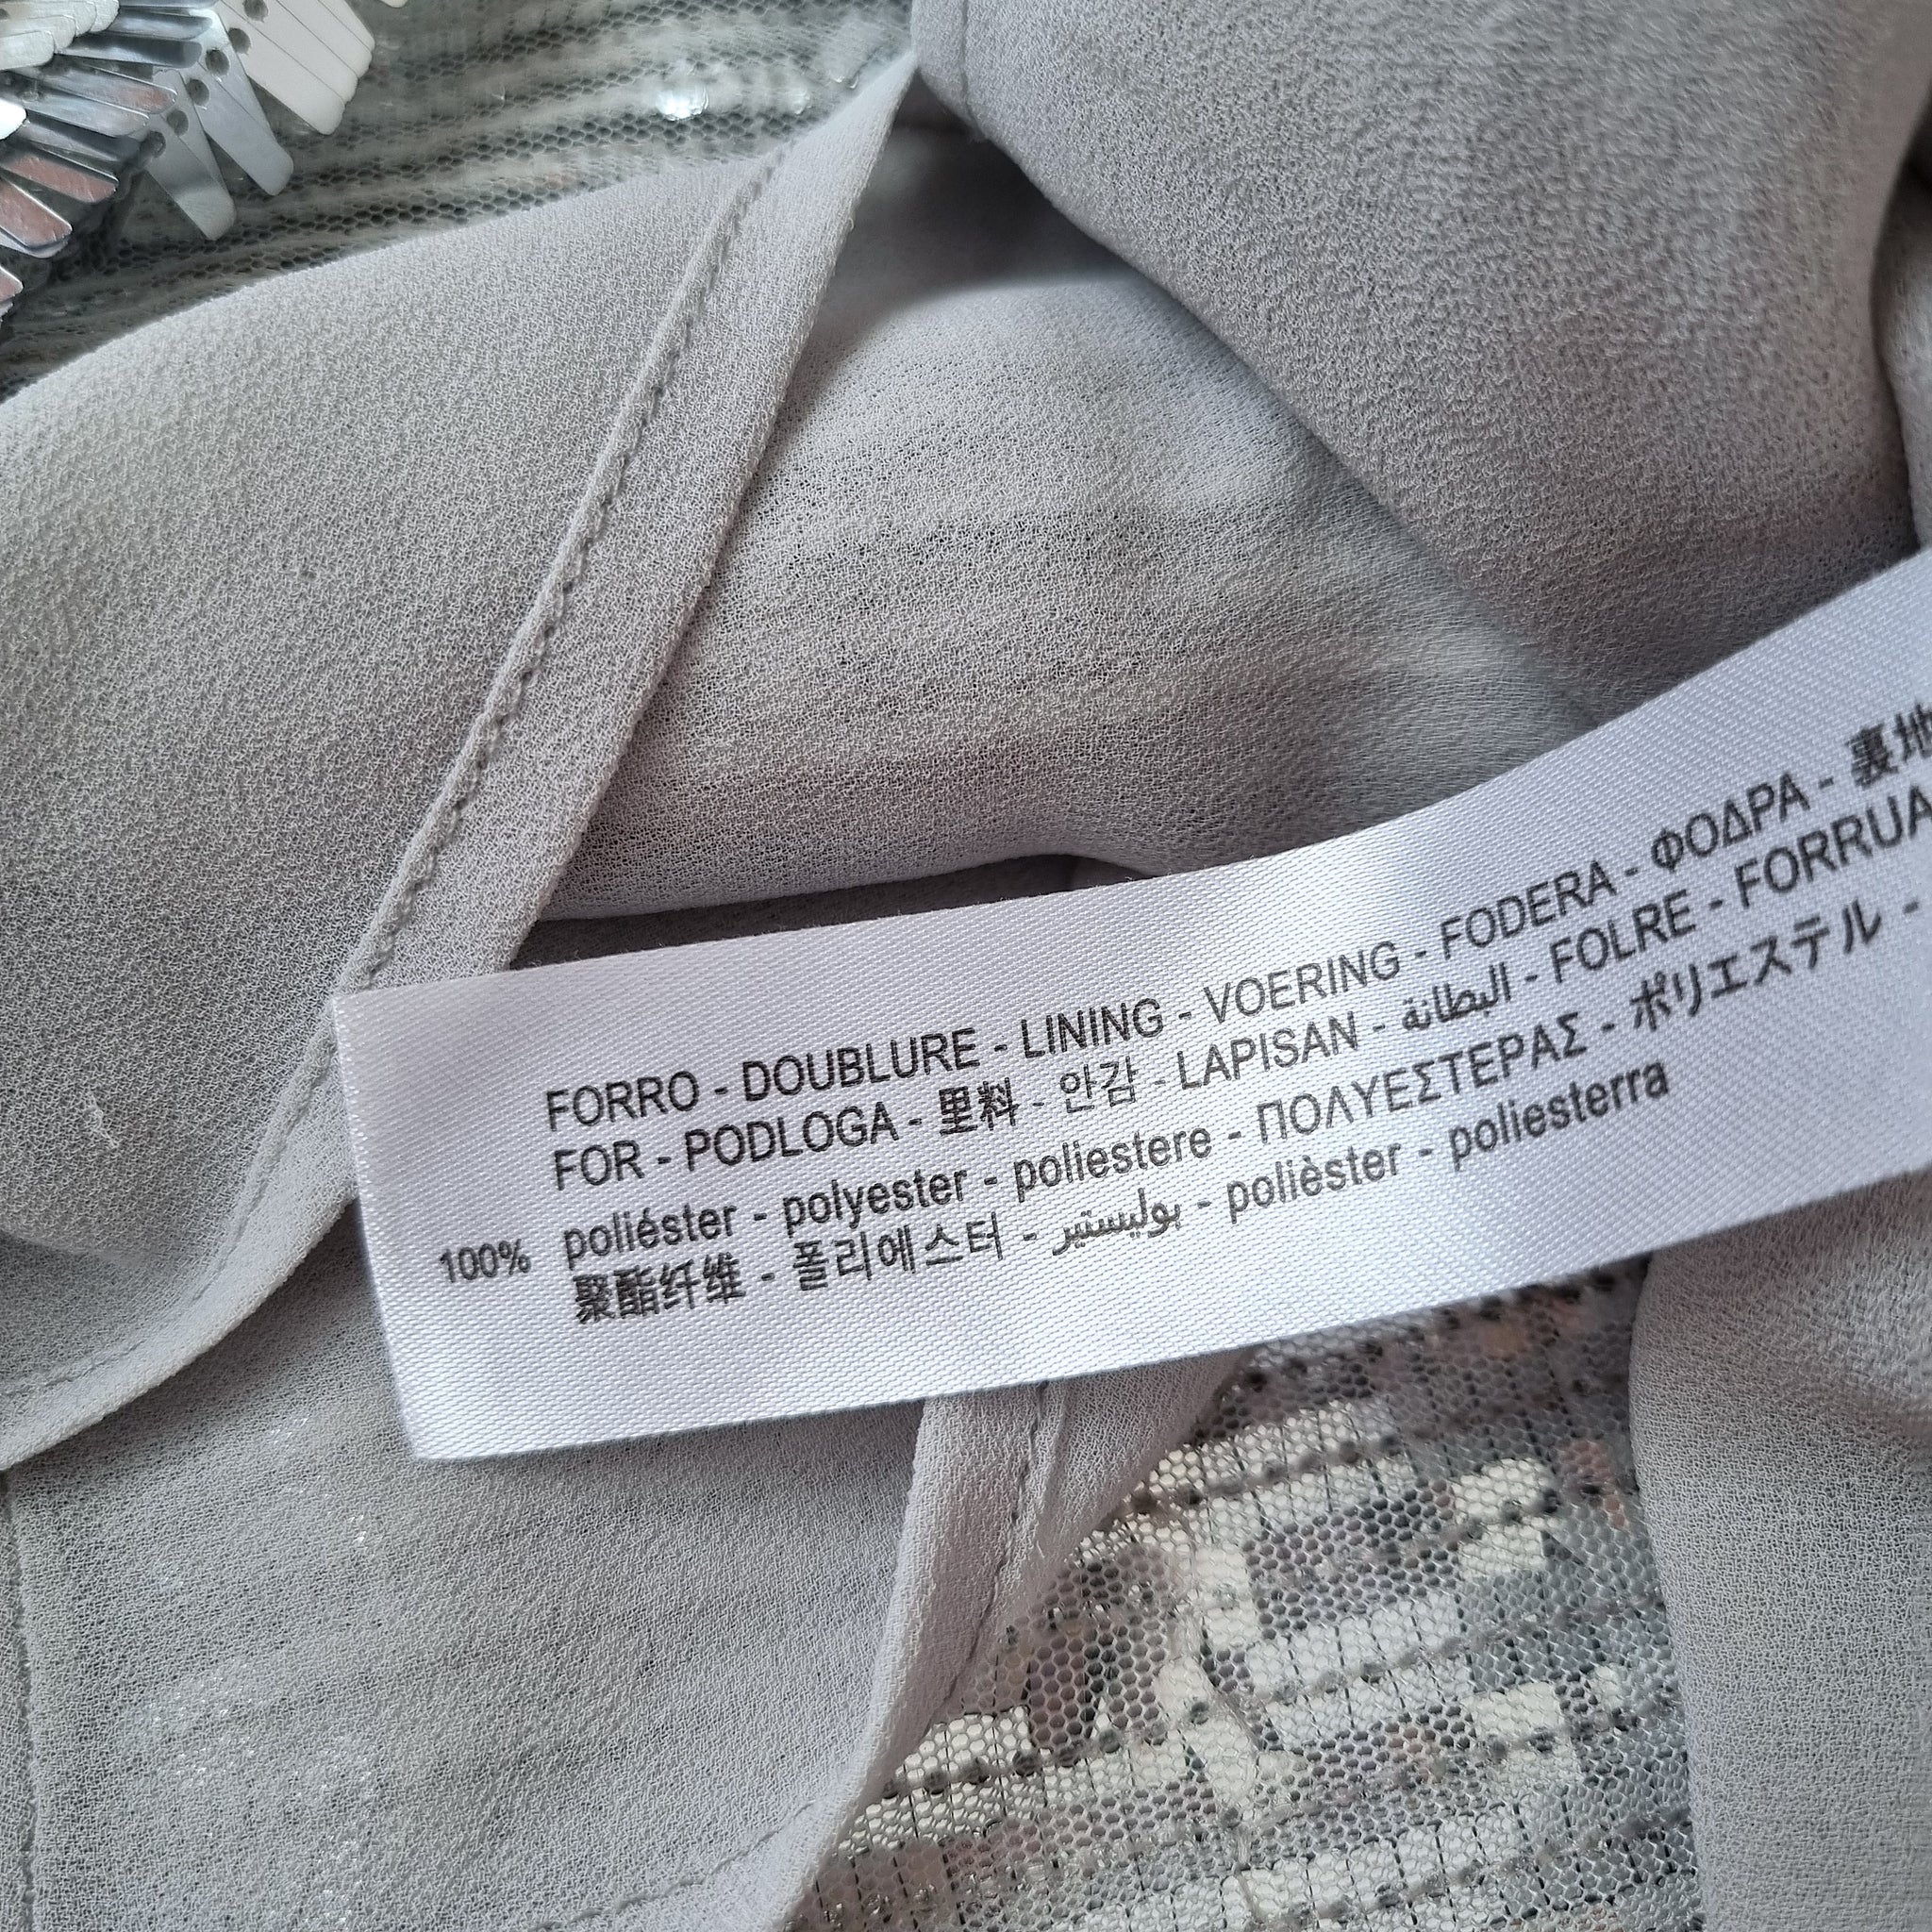 FORRO - DOUBLURE - LINING - VOERING - FODERA - ΦΟΔΡΑ - 裏地
FOR - PODLOGA - 里料 - 안감 - LAPISAN - البطانة - FOLRE - FORRUA
100% poliéster - polyester - poliestere - ΠΟΛΥΕΣΤΕΡΑΣ - ポリエステル -
聚酯纤维 - 폴리에스터 - بوليستير - polièster - poliesterra